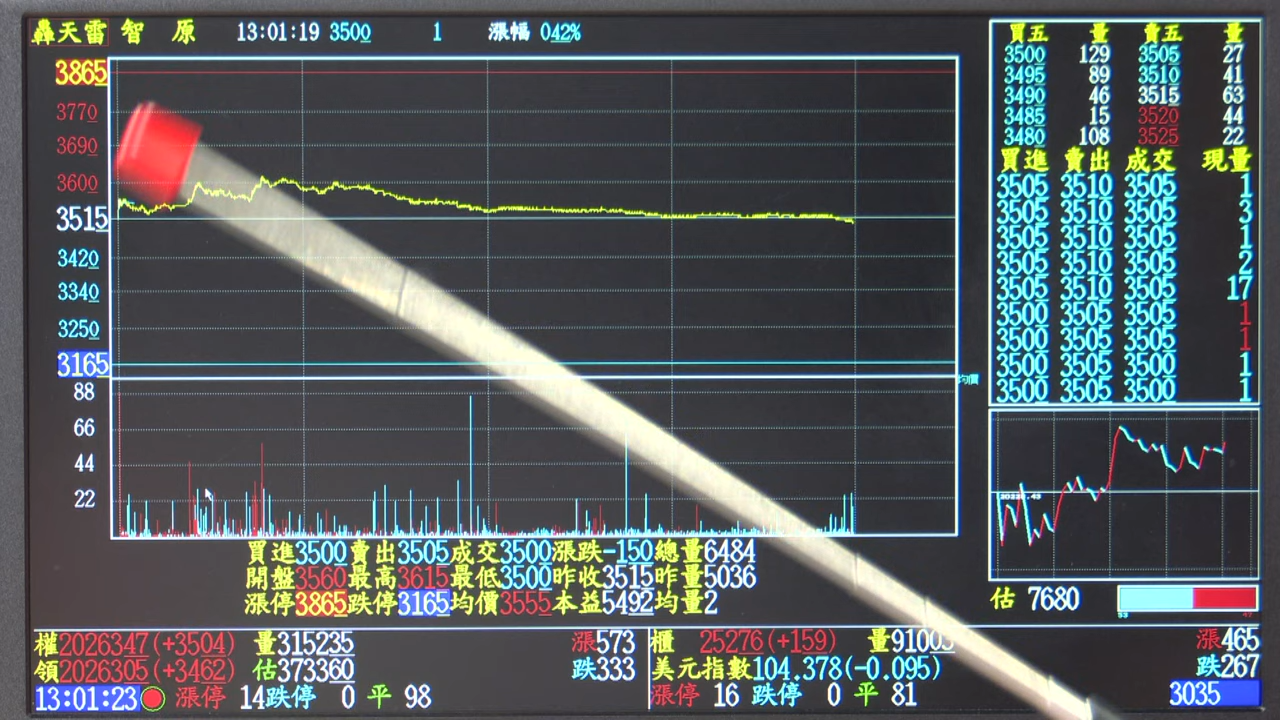 轟天雷 智 原 13:01:19 3500 1 漲幅 042%
3865
3770
3690
3600
3515
3420
3340
3250
3165
均價
88
66
44
22
買五 量 賣五 量
3500 129 3505 27
3495 89 3510 41
3490 46 3515 63
3485 15 3520 44
3480 108 3525 22
買進 賣出 成交 現量
3505 3510 3505 1
3505 3510 3505 3
3505 3510 3505 1
3505 3510 3505 2
3505 3510 3505 17
3500 3505 3500 1
3500 3505 3500 1
3500 3505 3500 1
3500 3505 3500 1
估 7680
買進3500賣出3505成交3500漲跌-150總量6484
開盤3560最高3615最低3500昨收3515昨量5036
漲停3865跌停3165均價3555本益5492均量2
權2026347(+3504) 量315235 漲573
領2026305(+3462) 估373360 跌333
13:01:23 漲停 14跌停 0 平 98
櫃 25276(+159) 量91005 漲465
美元指數104.378(-0.095) 跌267
漲停 16 跌停 0 平 81 3035